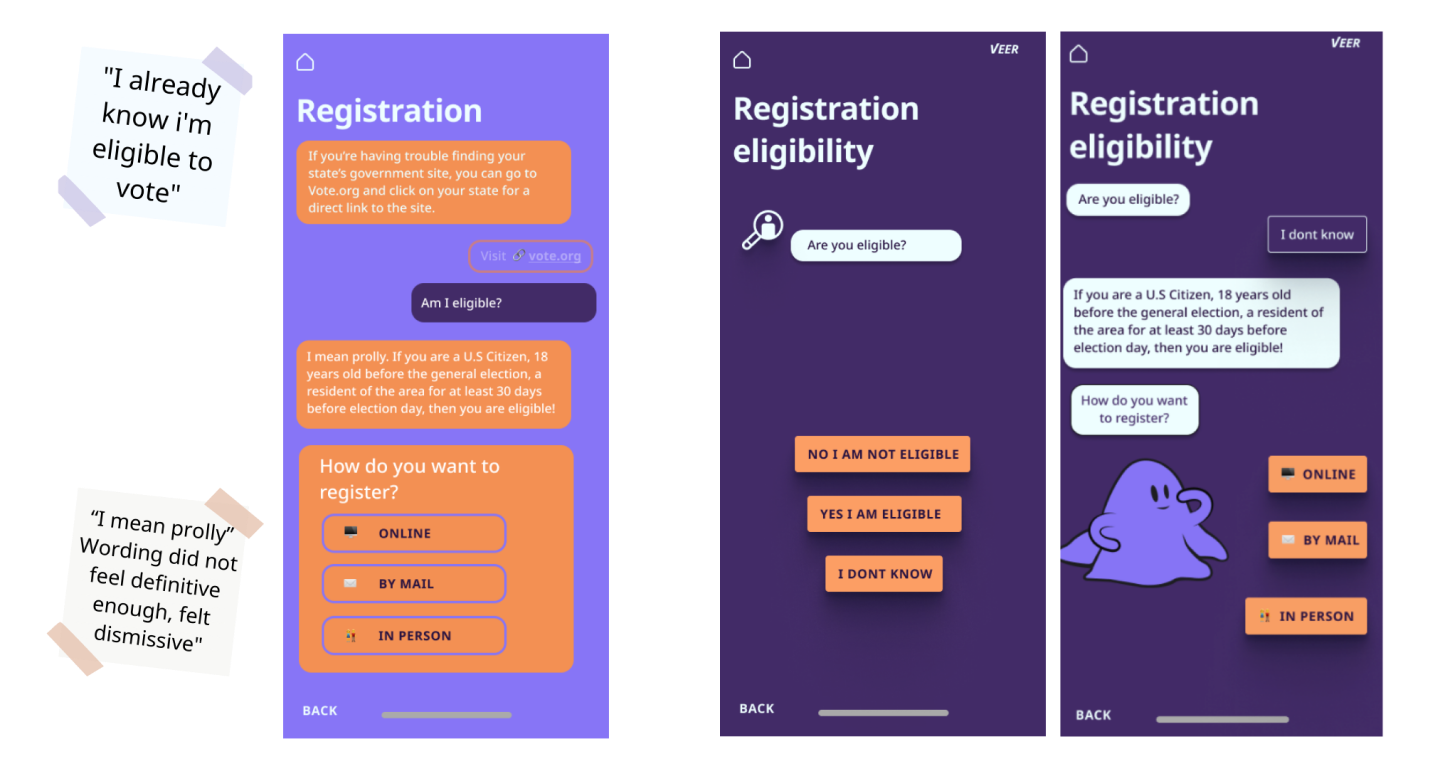 "I already
know i'm
eligible to
vote"
“I mean prolly”
Wording did not
feel definitive
enough, felt
dismissive"
Registration
If you’re having trouble finding your
state’s government site, you can go to
Vote.org and click on your state for a
direct link to the site.
Visit 🔗 vote.org
Am I eligible?
I mean prolly. If you are a U.S Citizen, 18
years old before the general election, a
resident of the area for at least 30 days
before election day, then you are eligible!
How do you want to
register?
ONLINE
BY MAIL
IN PERSON
BACK
VEER
Registration
eligibility
Are you eligible?
NO I AM NOT ELIGIBLE
YES I AM ELIGIBLE
I DONT KNOW
BACK
VEER
Registration
eligibility
Are you eligible?
I dont know
If you are a U.S Citizen, 18 years old
before the general election, a resident of
the area for at least 30 days before
election day, then you are eligible!
How do you want
to register?
ONLINE
BY MAIL
IN PERSON
BACK